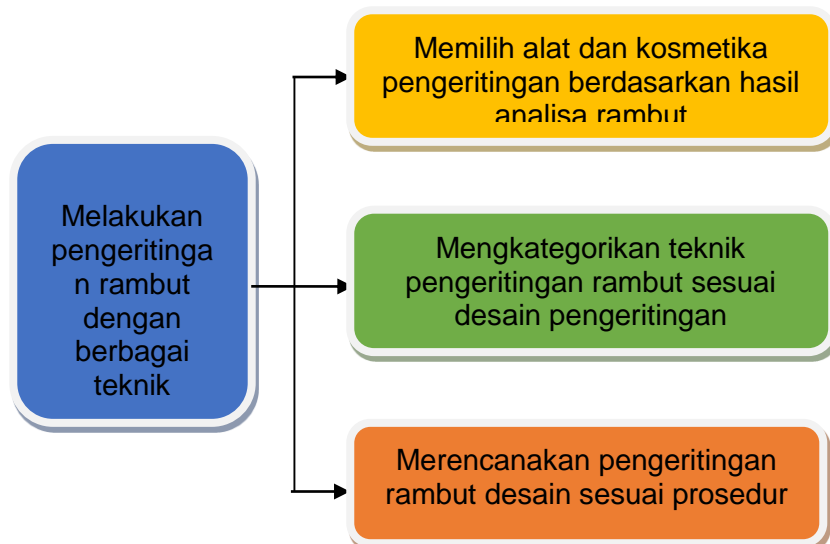 Melakukan
pengeritinga
n rambut
dengan
berbagai
teknik
Memilih alat dan kosmetika
pengeritingan berdasarkan hasil
analisa rambut
Mengkategorikan teknik
pengeritingan rambut sesuai
desain pengeritingan
Merencanakan pengeritingan
rambut desain sesuai prosedur